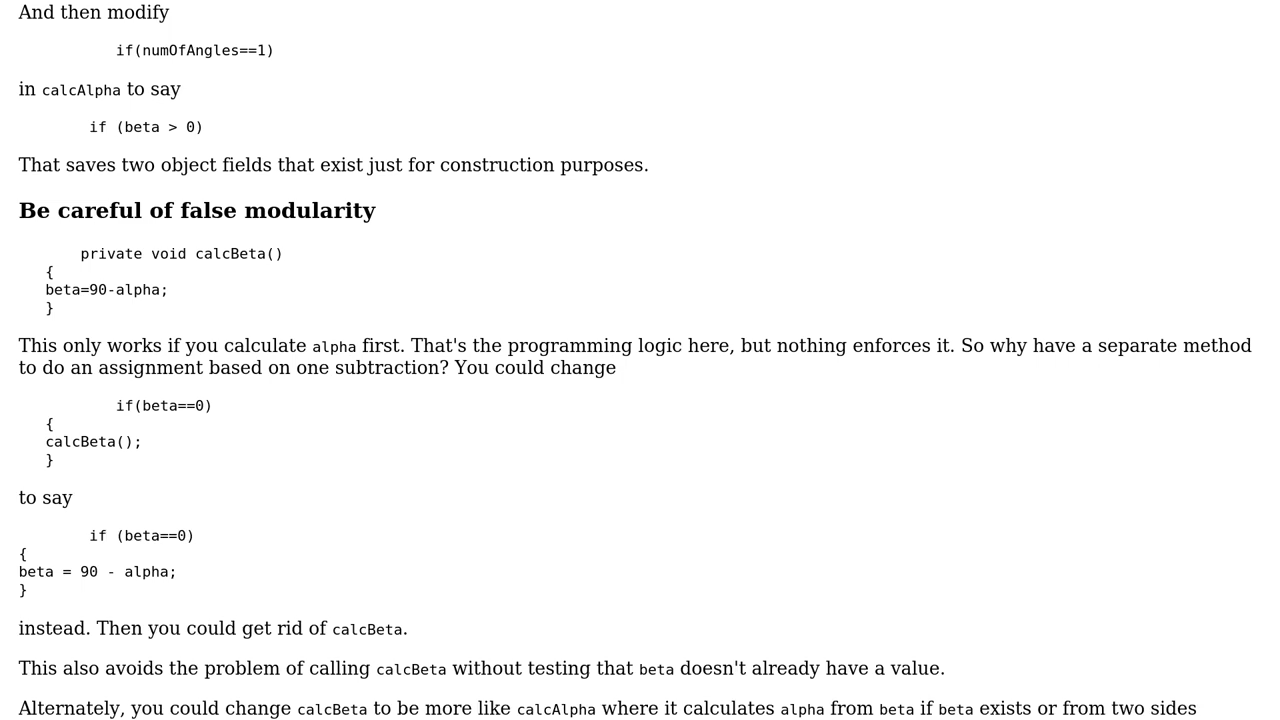 And then modify
if(numOfAngles==1)
in calcAlpha to say
if (beta > 0)
That saves two object fields that exist just for construction purposes.
Be careful of false modularity
private void calcBeta()
{
beta=90-alpha;
}
This only works if you calculate alpha first. That's the programming logic here, but nothing enforces it. So why have a separate method
to do an assignment based on one subtraction? You could change
if(beta==0)
{
calcBeta();
}
to say
if (beta==0)
{
beta = 90 - alpha;
}
instead. Then you could get rid of calcBeta.
This also avoids the problem of calling calcBeta without testing that beta doesn't already have a value.
Alternately, you could change calcBeta to be more like calcAlpha where it calculates alpha from beta if beta exists or from two sides